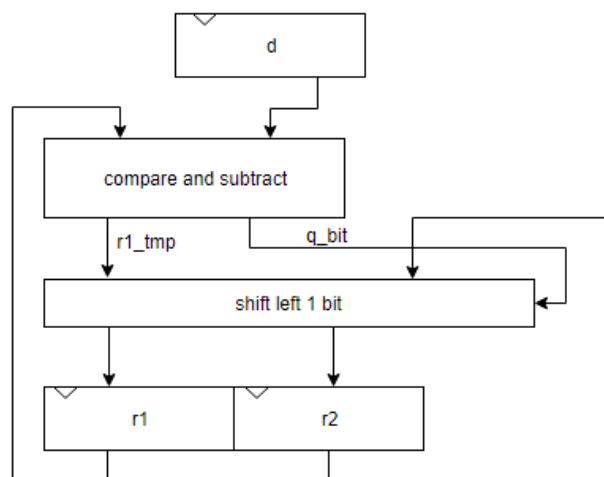 d
compare and subtract
r1_tmp
q_bit
shift left 1 bit
r1
r2